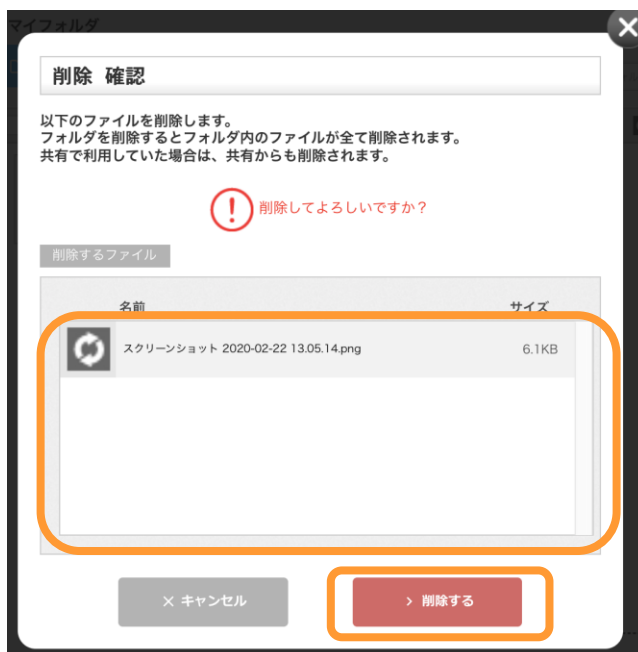 マイフォルダ
削除 確認
以下のファイルを削除します。
フォルダを削除するとフォルダ内のファイルが全て削除されます。
共有で利用していた場合は、共有からも削除されます。
削除してよろしいですか？
削除するファイル
名前 サイズ
スクリーンショット 2020-02-22 13.05.14.png 6.1KB
× キャンセル > 削除する